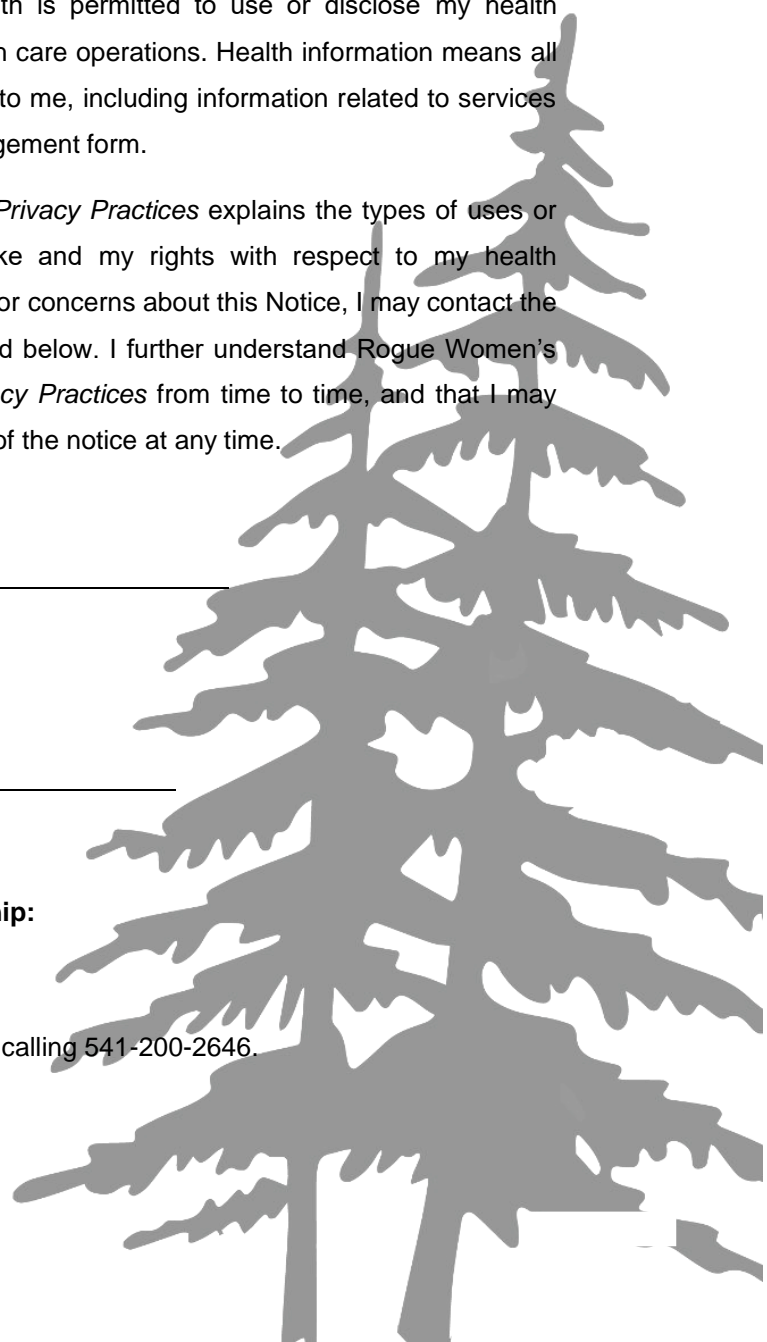 th is permitted to use or disclose my health
n care operations. Health information means all
to me, including information related to services
gement form.
Privacy Practices explains the types of uses or
ke and my rights with respect to my health
or concerns about this Notice, I may contact the
d below. I further understand Rogue Women’s
cy Practices from time to time, and that I may
of the notice at any time.
ip:
calling 541-200-2646.